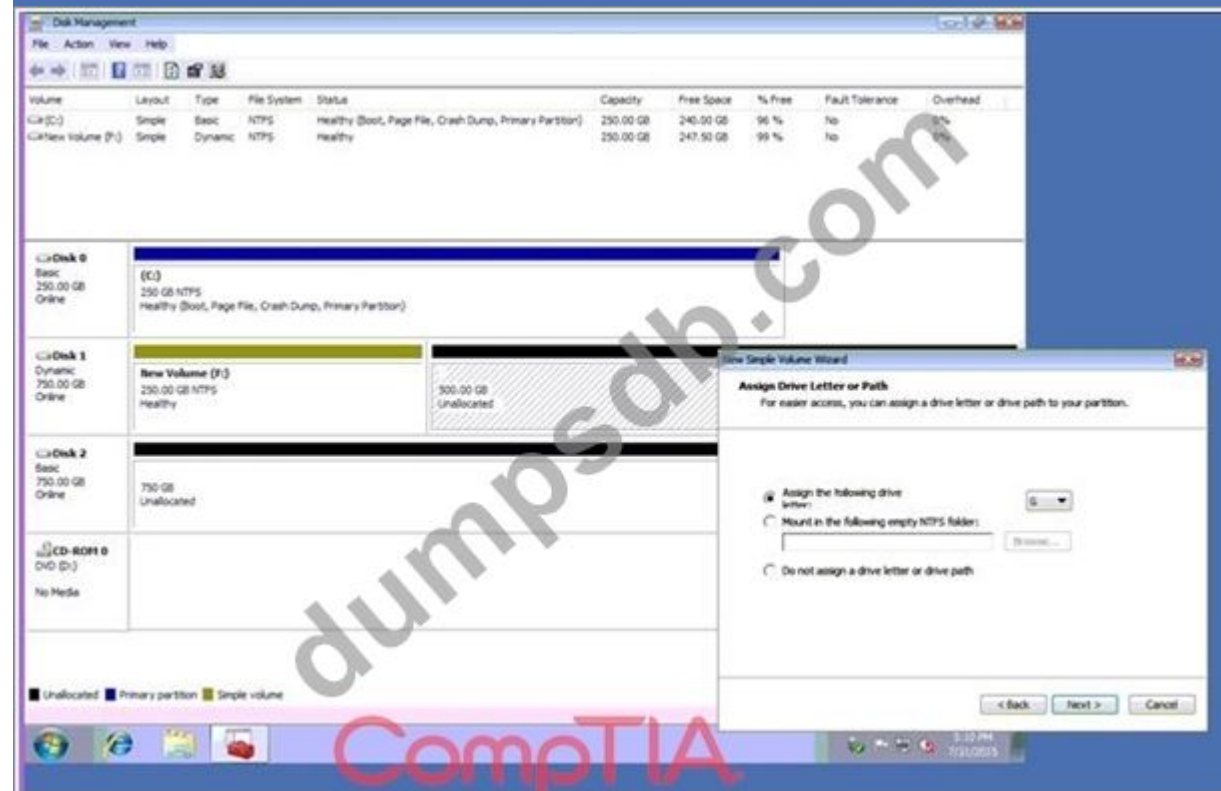 Disk Management
File Action View Help
Volume Layout Type File System Status Capacity Free Space % Free Fault Tolerance Overhead
(C:) Simple Basic NTFS Healthy (Boot, Page File, Crash Dump, Primary Partition) 250.00 GB 240.00 GB 96 % No 0%
New Volume (F:) Simple Dynamic NTFS Healthy 250.00 GB 247.50 GB 99 % No 0%
Disk 0
Basic
250.00 GB
Online
(C:)
250 GB NTFS
Healthy (Boot, Page File, Crash Dump, Primary Partition)
Disk 1
Dynamic
750.00 GB
Online
New Volume (F:)
250.00 GB NTFS
Healthy
500.00 GB
Unallocated
Disk 2
Basic
750.00 GB
Online
750 GB
Unallocated
CD-ROM 0
DVD (D:)
No Media
Unallocated Primary partition Simple volume
New Simple Volume Wizard
Assign Drive Letter or Path
For easier access, you can assign a drive letter or drive path to your partition.
Assign the following drive
letter:
G
Mount in the following empty NTFS folder:
Browse...
Do not assign a drive letter or drive path
< Back Next > Cancel
5:10 PM
7/21/2015
dumpsdb.com
CompTIA